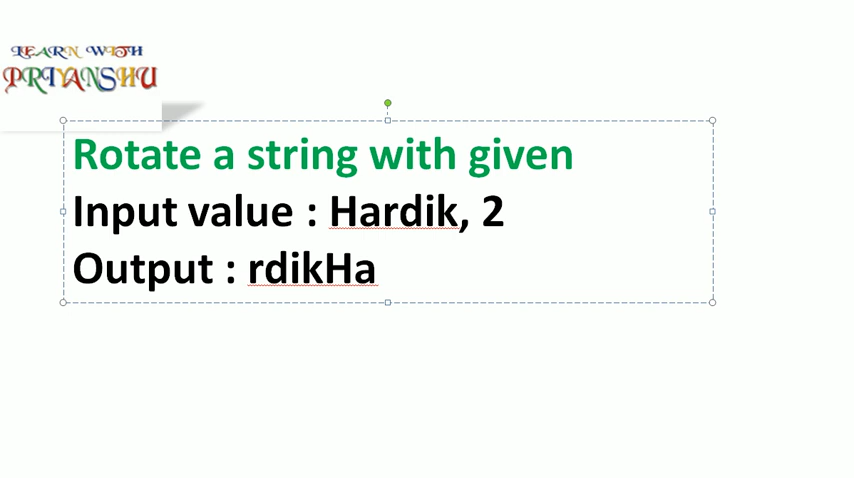 LEARN WITH
PRIYANSHU
Rotate a string with given
Input value : Hardik, 2
Output : rdikHa